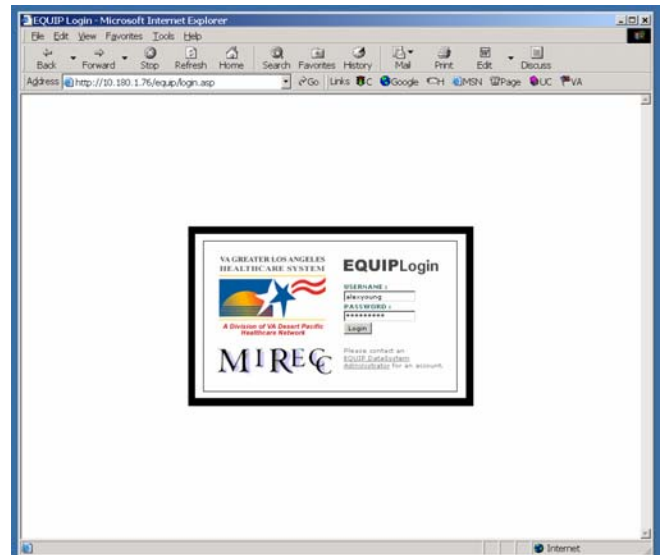 EQUIP Login - Microsoft Internet Explorer
File Edit View Favorites Tools Help
Back Forward Stop Refresh Home Search Favorites History Mail Print Edit Discuss
Address http://10.180.1.76/equip/login.asp Go Links C Google H MSN Page UC VA
VA GREATER LOS ANGELES
HEALTHCARE SYSTEM
A Division of VA Desert Pacific
Healthcare Network
MIRECC
EQUIPLogin
USERNAME :
alexyoung
PASSWORD :
*********
Login
Please contact an
EQUIP DataSystem
Administrator for an account.
Internet